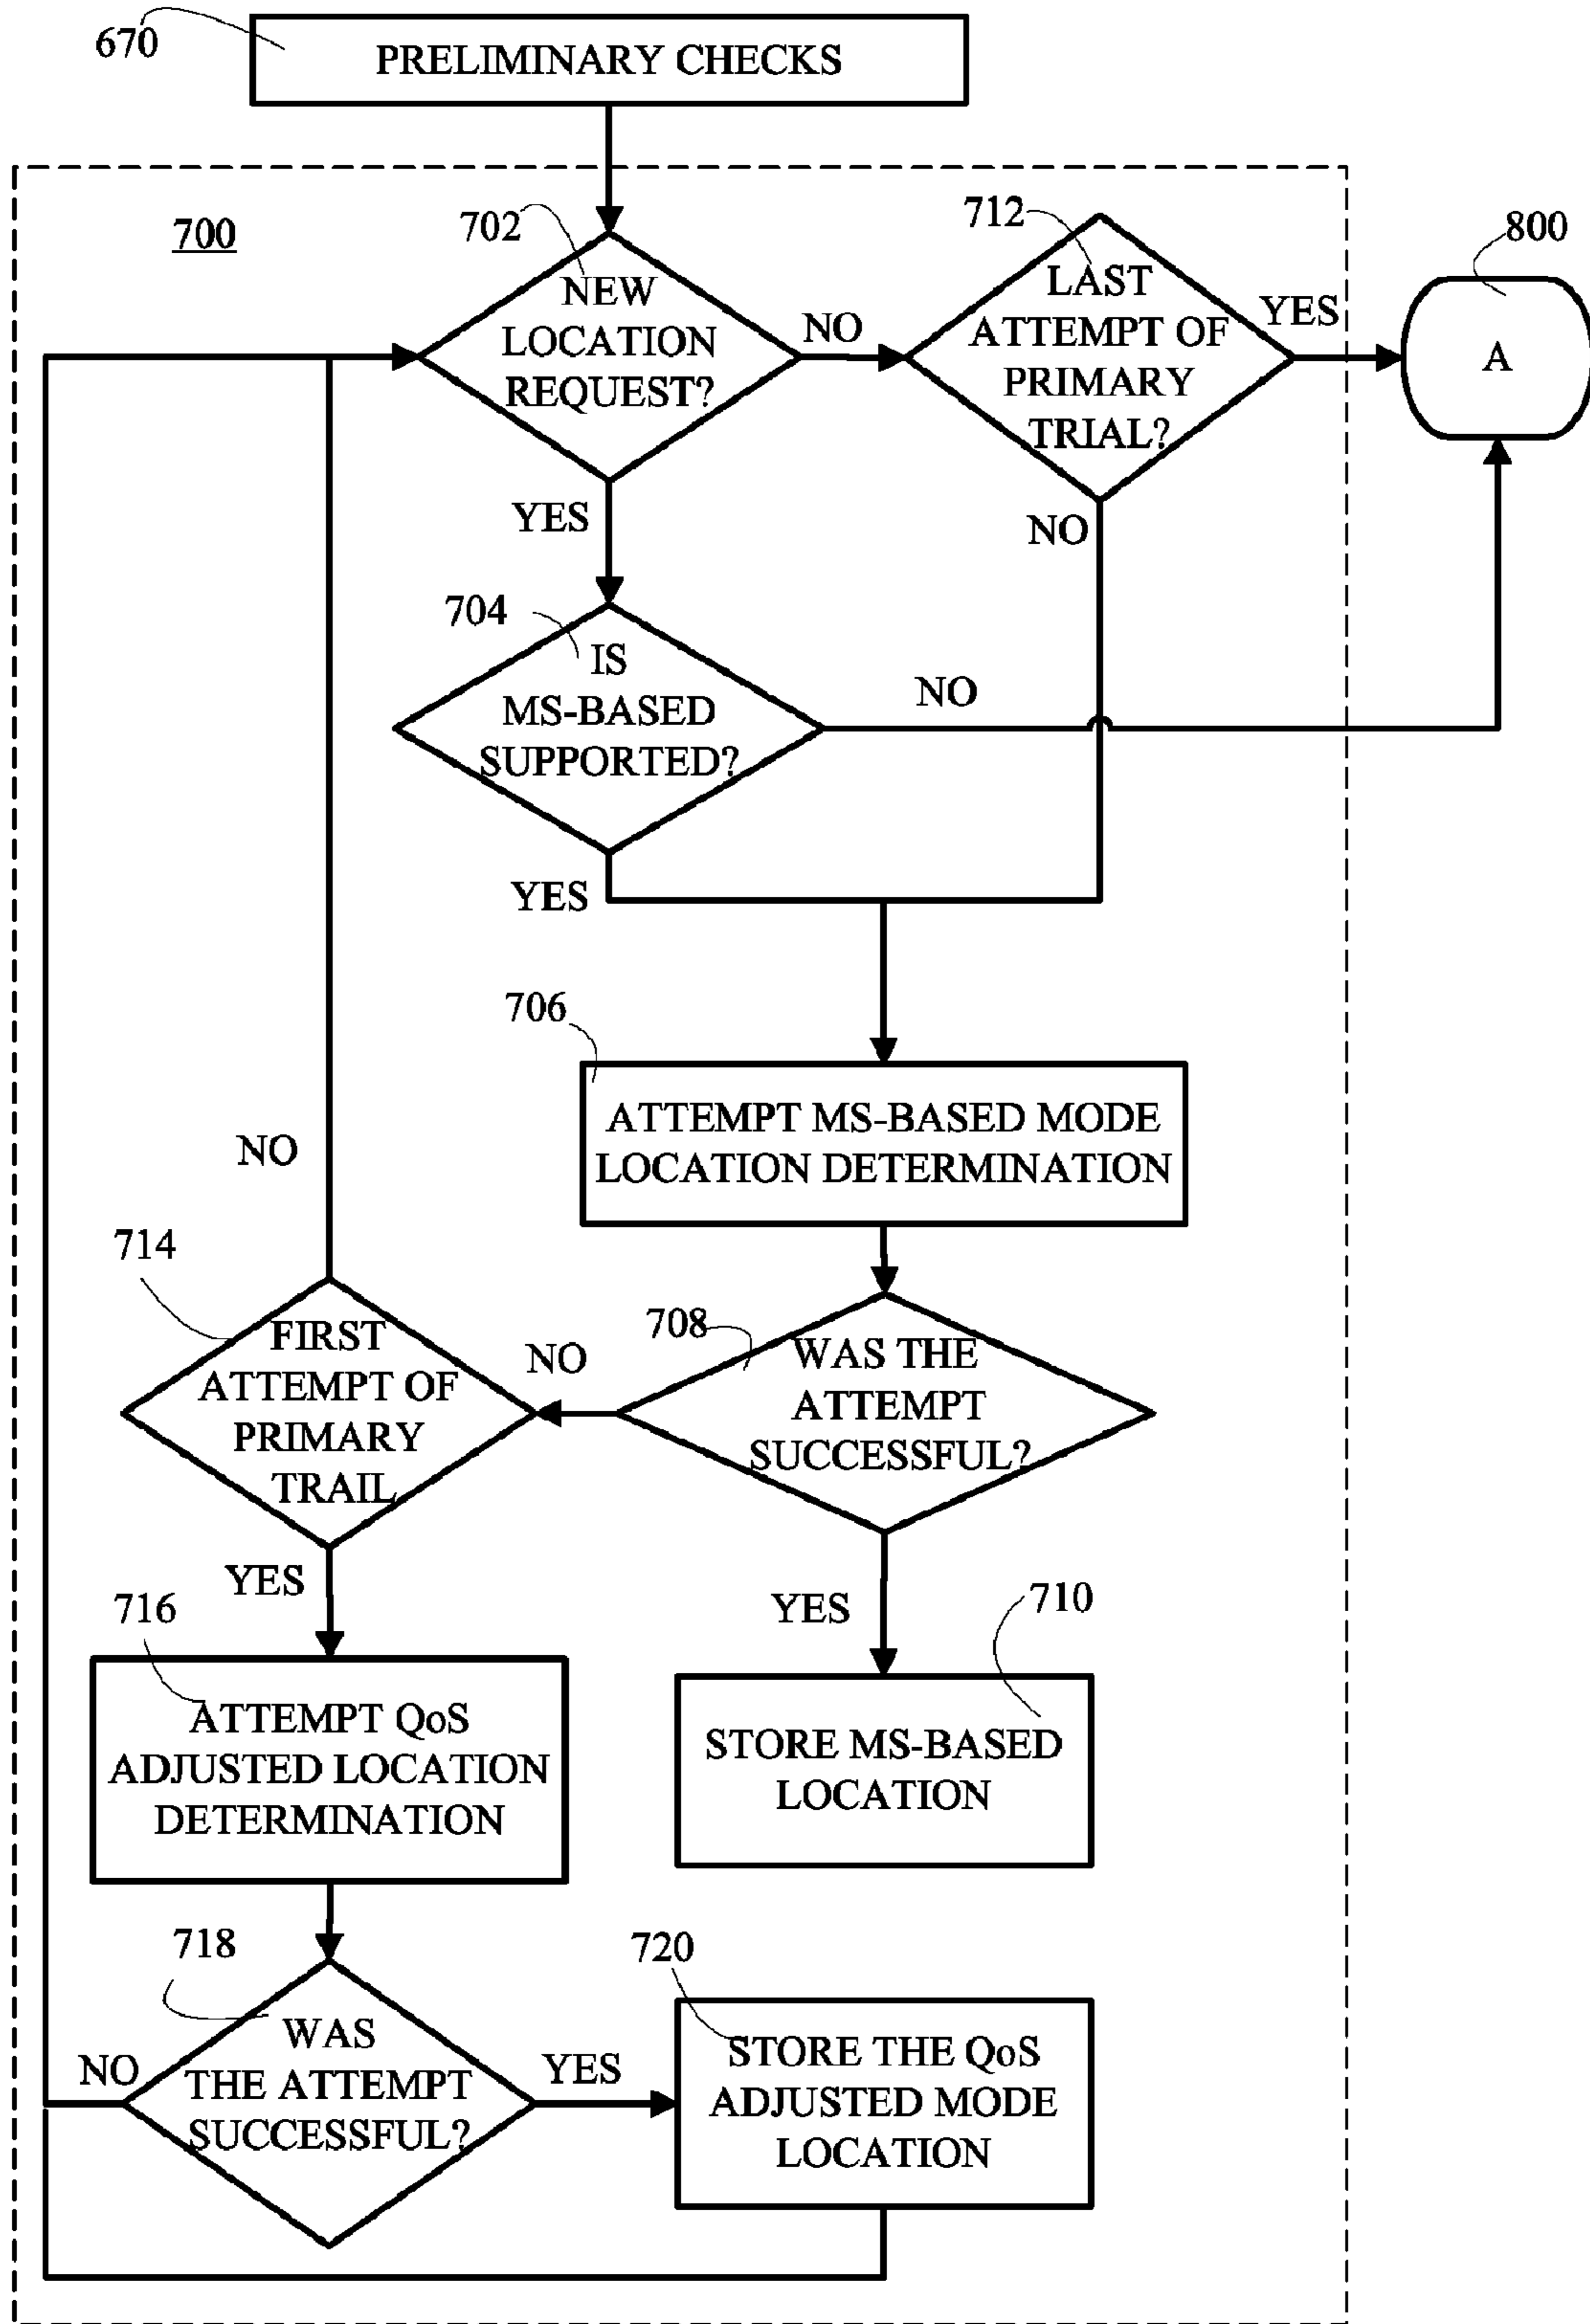 670
PRELIMINARY CHECKS
700
702
NEW
LOCATION
REQUEST?
NO
YES
712
LAST
ATTEMPT OF
PRIMARY
TRIAL?
YES
NO
800
A
704
IS
MS-BASED
SUPPORTED?
NO
YES
706
ATTEMPT MS-BASED MODE
LOCATION DETERMINATION
NO
714
FIRST
ATTEMPT OF
PRIMARY
TRAIL
YES
NO
708
WAS THE
ATTEMPT
SUCCESSFUL?
YES
710
STORE MS-BASED
LOCATION
716
ATTEMPT QoS
ADJUSTED LOCATION
DETERMINATION
718
WAS
THE ATTEMPT
SUCCESSFUL?
NO
YES
720
STORE THE QoS
ADJUSTED MODE
LOCATION